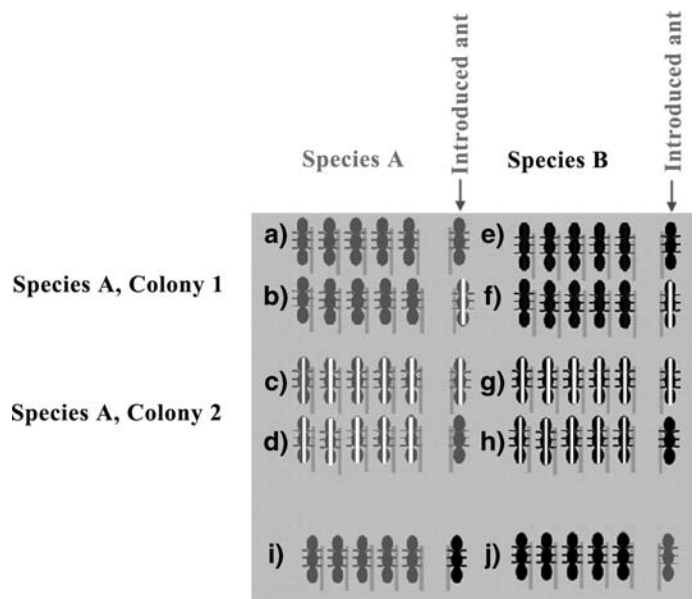 Introduced ant
Introduced ant
Species A
Species B
a)
e)
Species A, Colony 1
b)
f)
c)
g)
Species A, Colony 2
d)
h)
i)
j)